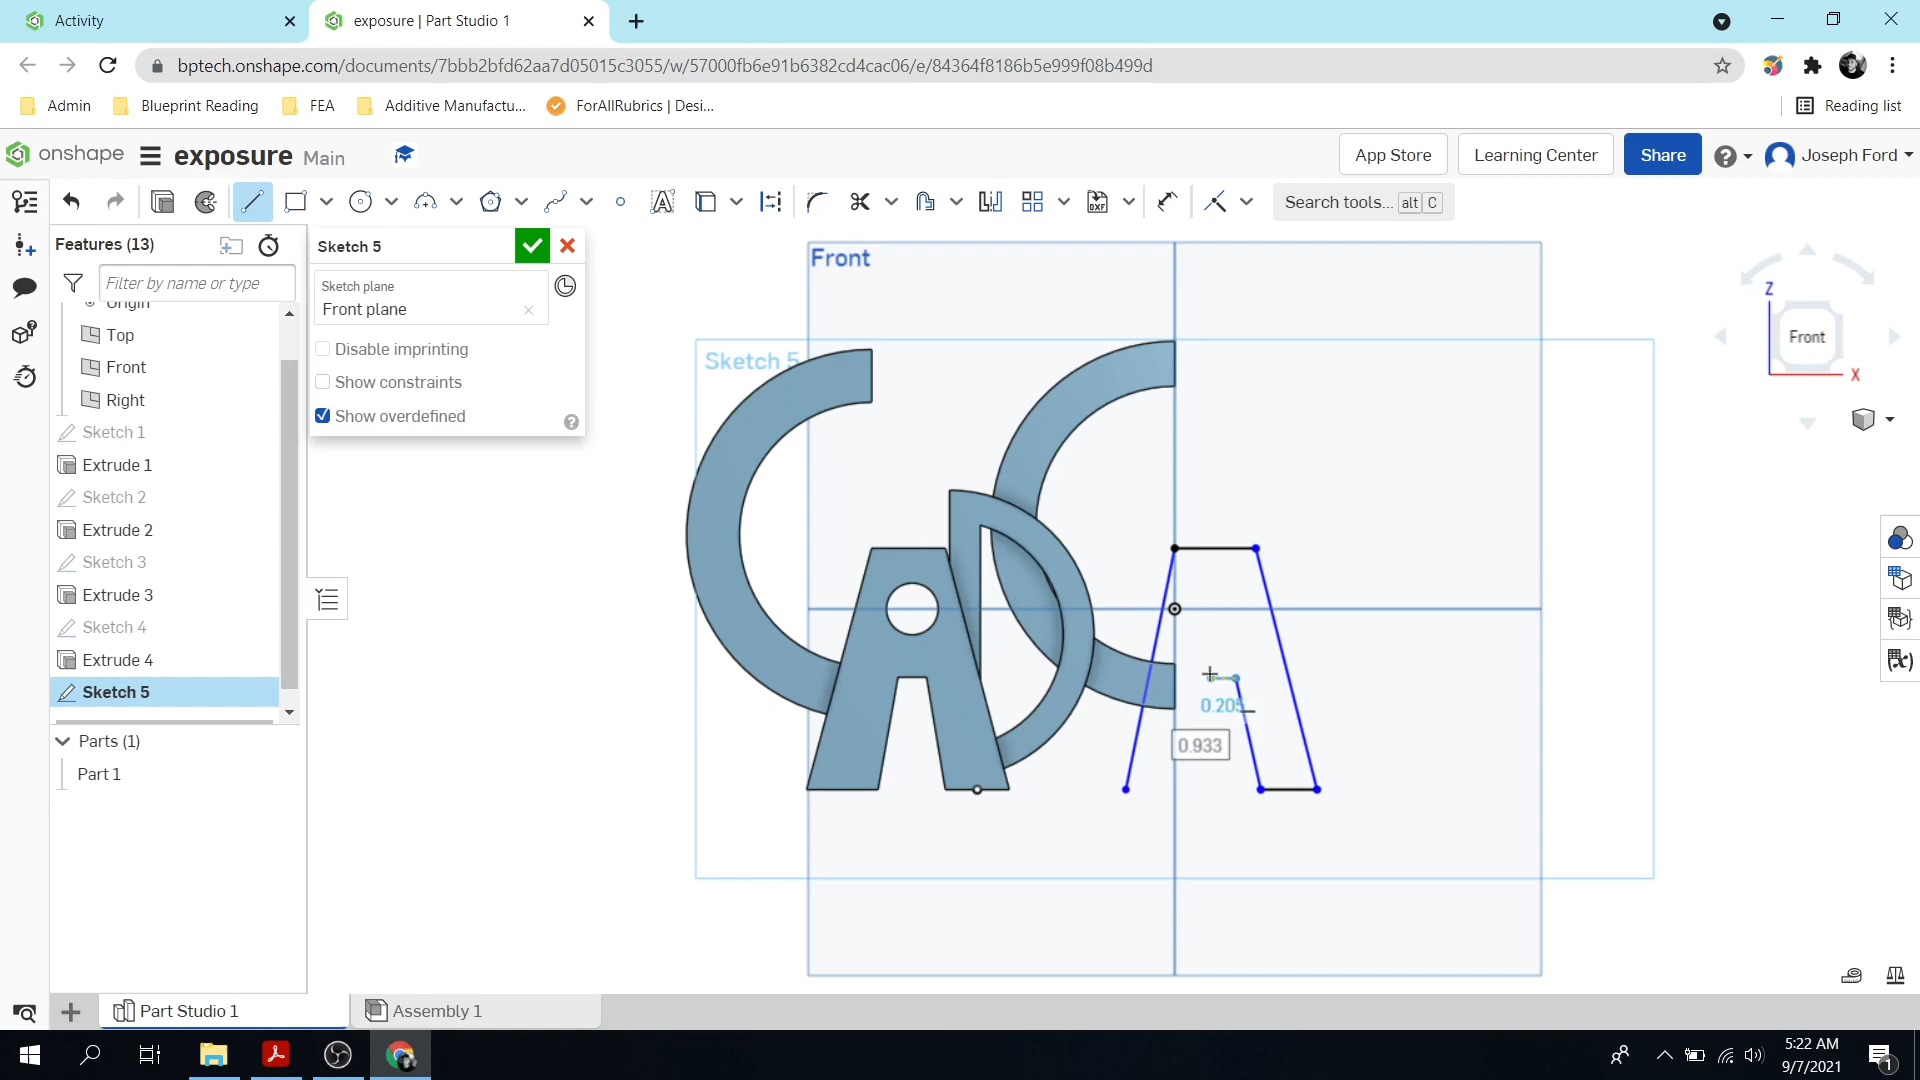 Activity
exposure | Part Studio 1
bptech.onshape.com/documents/7bbb2bfd62aa7d05015c3055/w/57000fb6e91b6382cd4cac06/e/84364f8186b5e999f08b499d
Admin
Blueprint Reading
FEA
Additive Manufactu...
ForAllRubrics | Desi...
Reading list
onshape
exposure Main
App Store
Learning Center
Share
Joseph Ford
Search tools... alt C
Features (13)
Filter by name or type
Origin
Top
Front
Right
Sketch 1
Extrude 1
Sketch 2
Extrude 2
Sketch 3
Extrude 3
Sketch 4
Extrude 4
Sketch 5
Parts (1)
Part 1
Sketch 5
Sketch plane
Front plane
Disable imprinting
Show constraints
Show overdefined
Front
Sketch 5
0.205
0.933
Z
Front
X
Part Studio 1
Assembly 1
5:22 AM
9/7/2021
1